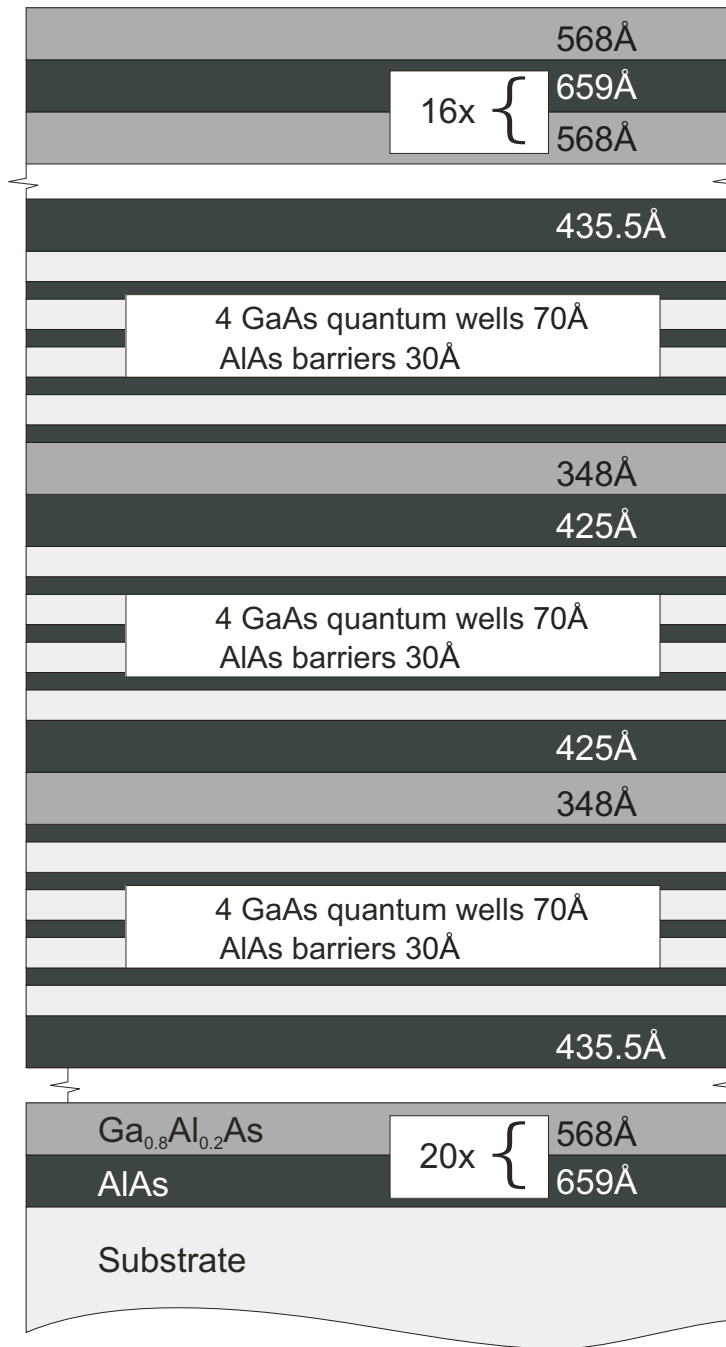 568Å
659Å
16x {
568Å
435.5Å
4 GaAs quantum wells 70Å
AlAs barriers 30Å
348Å
425Å
4 GaAs quantum wells 70Å
AlAs barriers 30Å
425Å
348Å
4 GaAs quantum wells 70Å
AlAs barriers 30Å
435.5Å
Ga₀.₈Al₀.₂As 568Å
20x {
AlAs 659Å
Substrate